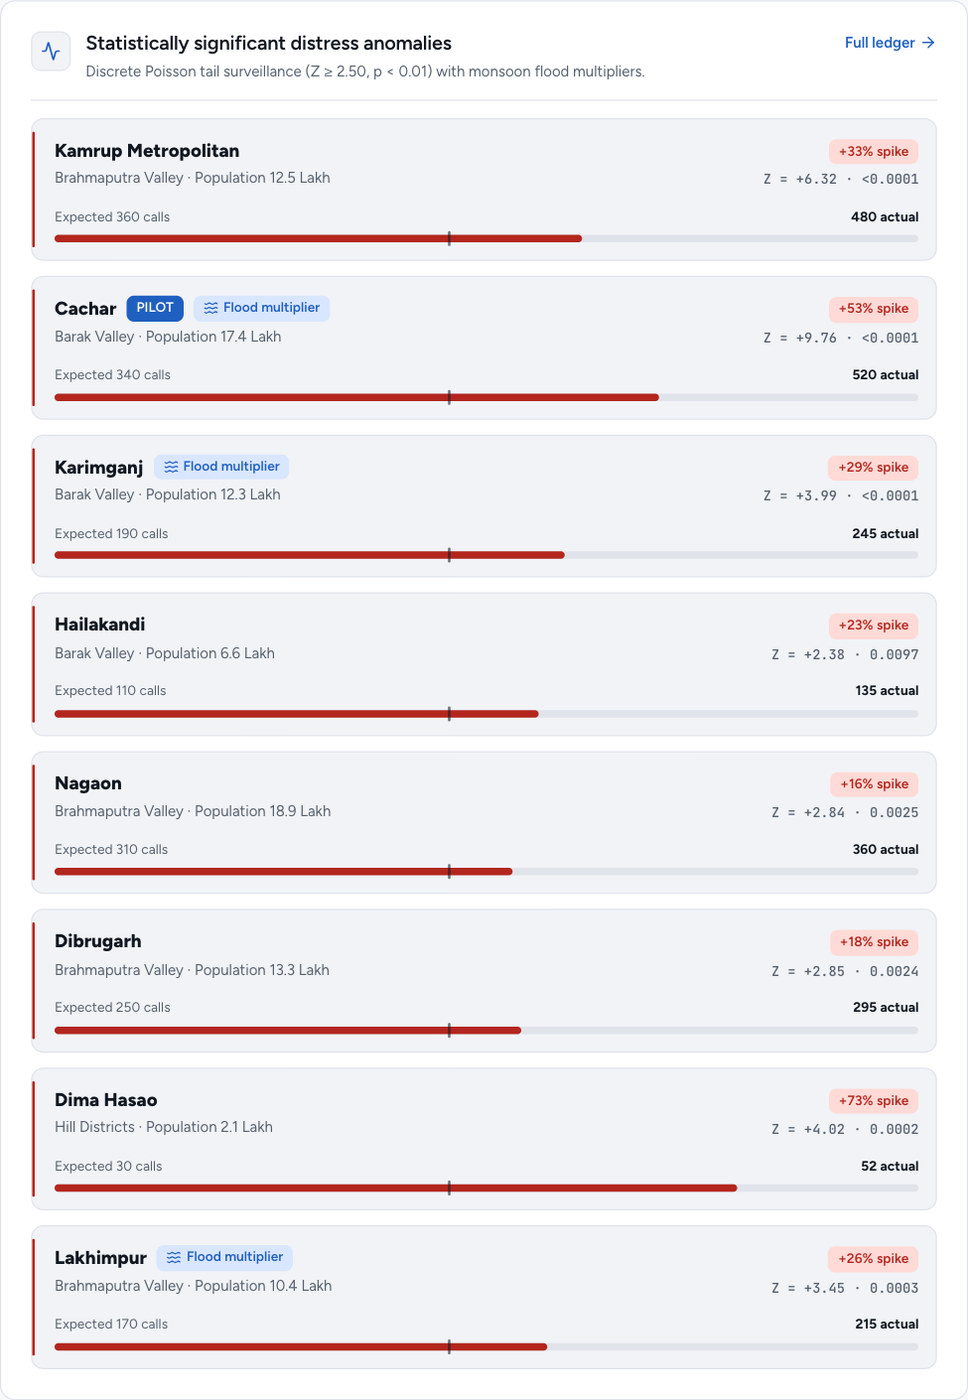 Statistically significant distress anomalies
Full ledger →
Discrete Poisson tail surveillance (Z ≥ 2.50, p < 0.01) with monsoon flood multipliers.
Kamrup Metropolitan
+33% spike
Brahmaputra Valley · Population 12.5 Lakh
Z = +6.32 · <0.0001
Expected 360 calls
480 actual
Cachar PILOT Flood multiplier
+53% spike
Barak Valley · Population 17.4 Lakh
Z = +9.76 · <0.0001
Expected 340 calls
520 actual
Karimganj Flood multiplier
+29% spike
Barak Valley · Population 12.3 Lakh
Z = +3.99 · <0.0001
Expected 190 calls
245 actual
Hailakandi
+23% spike
Barak Valley · Population 6.6 Lakh
Z = +2.38 · 0.0097
Expected 110 calls
135 actual
Nagaon
+16% spike
Brahmaputra Valley · Population 18.9 Lakh
Z = +2.84 · 0.0025
Expected 310 calls
360 actual
Dibrugarh
+18% spike
Brahmaputra Valley · Population 13.3 Lakh
Z = +2.85 · 0.0024
Expected 250 calls
295 actual
Dima Hasao
+73% spike
Hill Districts · Population 2.1 Lakh
Z = +4.02 · 0.0002
Expected 30 calls
52 actual
Lakhimpur Flood multiplier
+26% spike
Brahmaputra Valley · Population 10.4 Lakh
Z = +3.45 · 0.0003
Expected 170 calls
215 actual